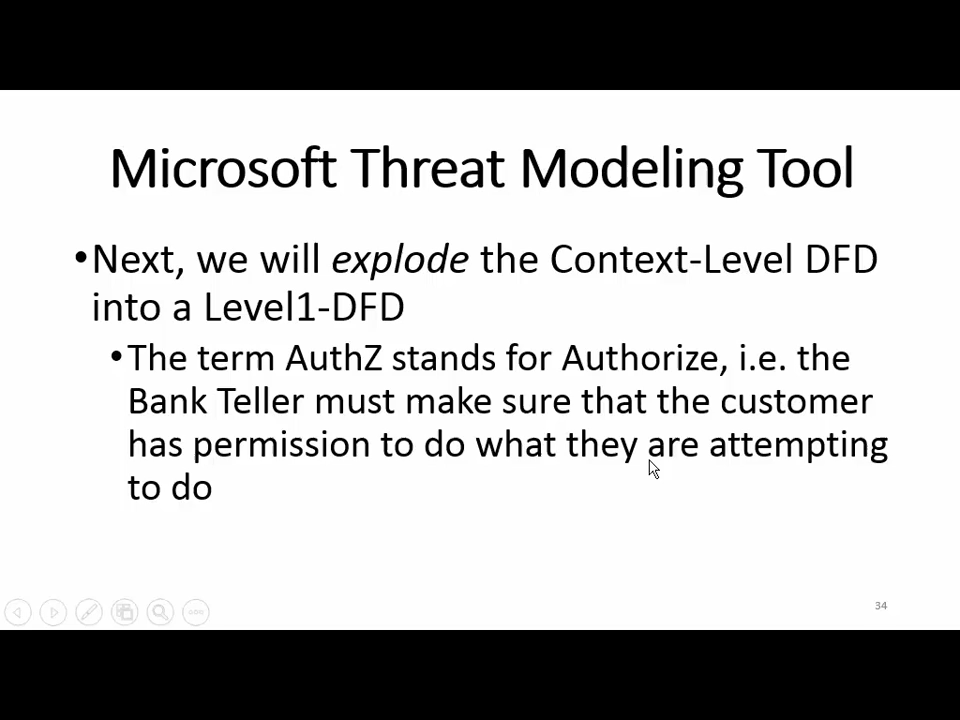 Microsoft Threat Modeling Tool
•Next, we will explode the Context-Level DFD
into a Level1-DFD
•The term AuthZ stands for Authorize, i.e. the
Bank Teller must make sure that the customer
has permission to do what they are attempting
to do
34